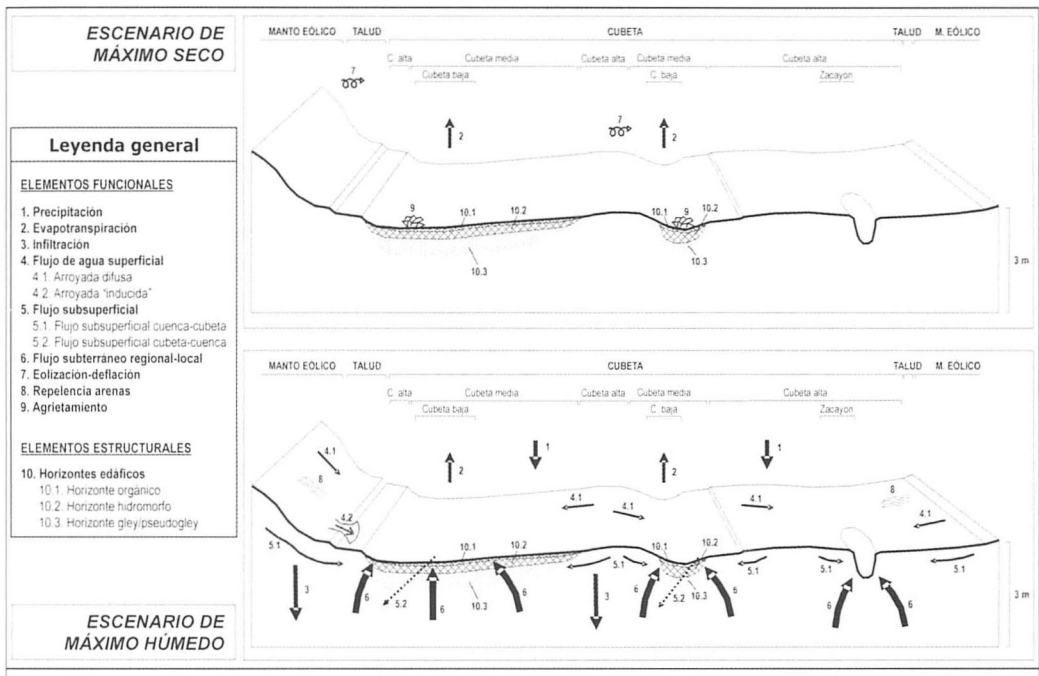 ESCENARIO DE
MÁXIMO SECO
Leyenda general
ELEMENTOS FUNCIONALES
1. Precipitación
2. Evapotranspiración
3. Infiltración
4. Flujo de agua superficial
4.1. Arroyada difusa
4.2. Arroyada "inducida"
5. Flujo subsuperficial
5.1. Flujo subsuperficial cuenca-cubeta
5.2. Flujo subsuperficial cubeta-cuenca
6. Flujo subterráneo regional-local
7. Eolización-deflación
8. Repelencia arenas
9. Agrietamiento
ELEMENTOS ESTRUCTURALES
10. Horizontes edáficos
10.1. Horizonte orgánico
10.2. Horizonte hidromorfo
10.3. Horizonte gley/pseudogley
ESCENARIO DE
MÁXIMO HÚMEDO
MANTO EÓLICO TALUD CUBETA TALUD M. EÓLICO
C. alta Cubeta media Cubeta alta Cubeta media Cubeta alta
Cubeta baja C. baja Zacayon
7
7
2 2
9 10.1 10.2 10.1 9 10.2
10.3 10.3
3 m
MANTO EÓLICO TALUD CUBETA TALUD M. EÓLICO
C. alta Cubeta media Cubeta alta Cubeta media Cubeta alta
Cubeta baja C. baja Zacayon
1 1
4.1 2 2
8 4.1 4.1 4.1 8 4.1
4.2
5.1 10.1 10.2 10.1 10.2
5.1 5.1 5.1 5.1
10.3 10.3
3 6 5.2 6 6 3 6 5.2 6 6 6
3 m